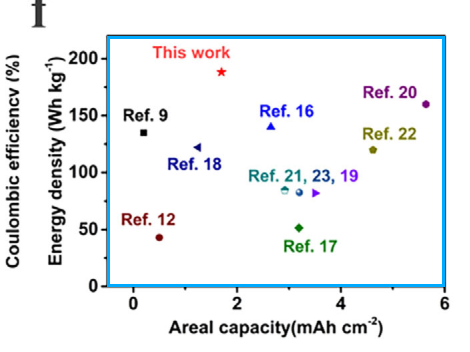 f
Coulombic efficiency (%)
Energy density (Wh kg-1)
200
150
100
50
0
This work
Ref. 9
Ref. 16
Ref. 20
Ref. 18
Ref. 22
Ref. 21, 23, 19
Ref. 12
Ref. 17
0 2 4 6
Areal capacity(mAh cm-2)